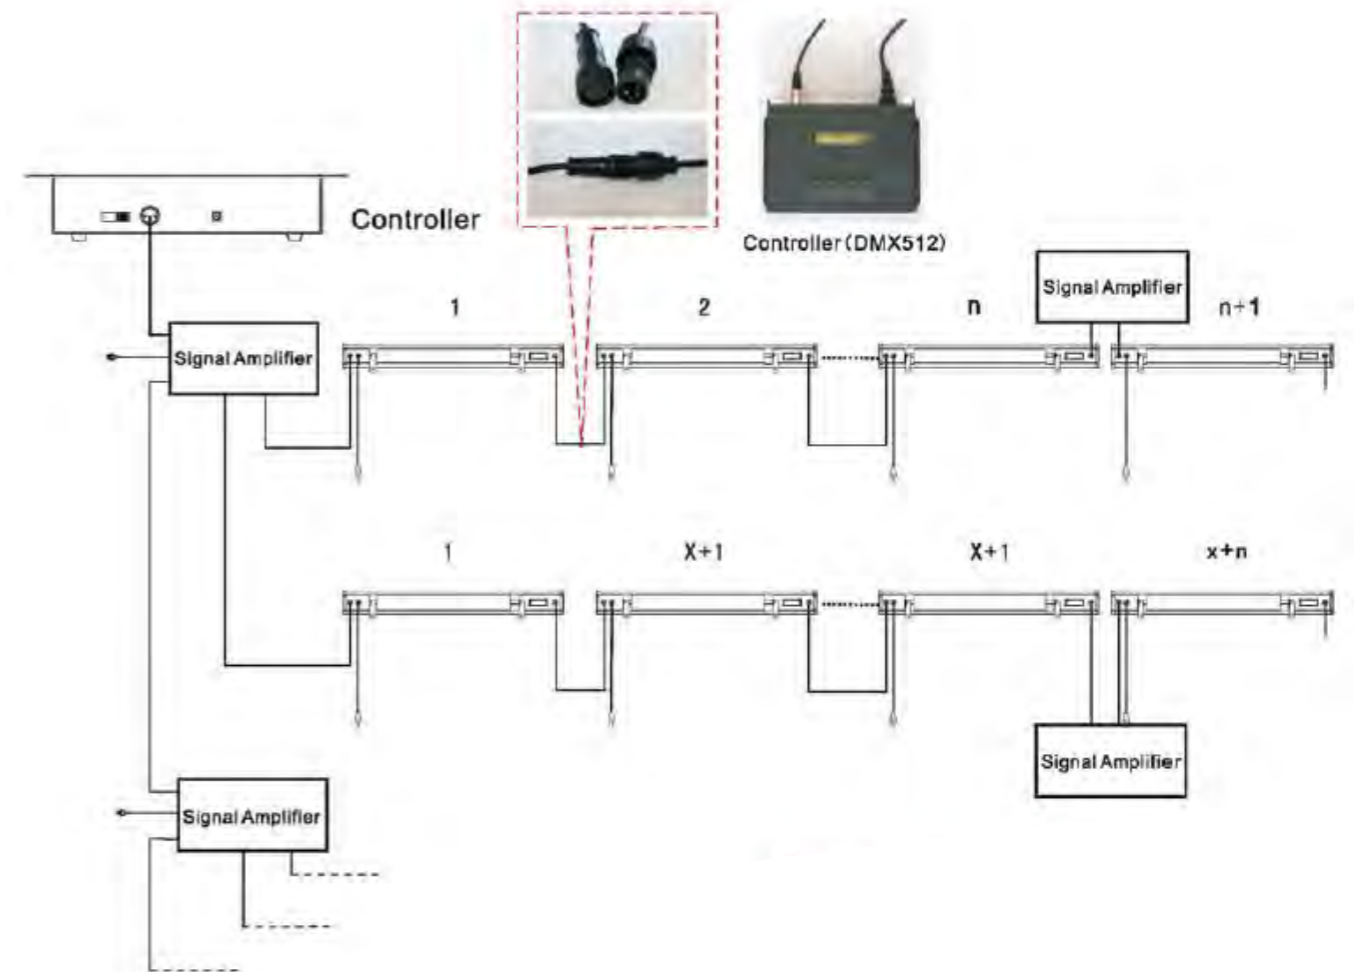 Controller
Controller(DMX512)
Signal Amplifier
1
2
n
n+1
Signal Amplifier
1
X+1
X+1
x+n
Signal Amplifier
Signal Amplifier